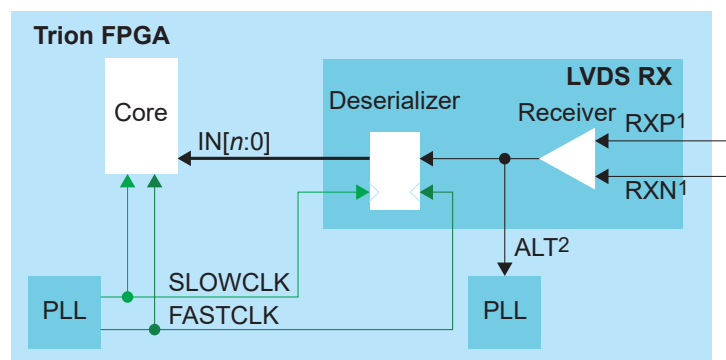 Trion FPGA
LVDS RX
Core
Deserializer
Receiver
RXP1
IN[n:0]
RXN1
ALT2
SLOWCLK
PLL
PLL
FASTCLK